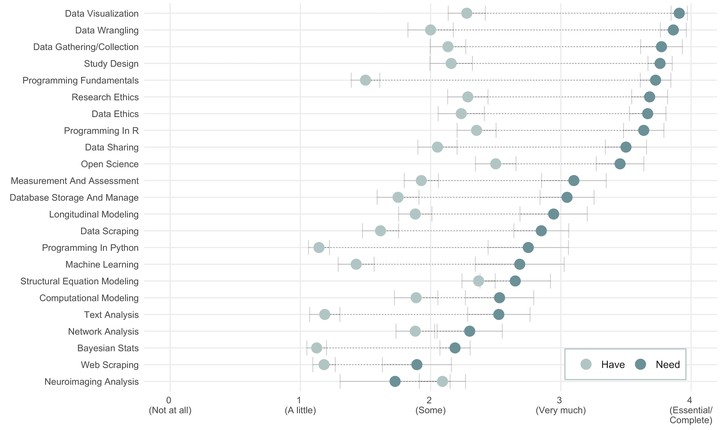 Data Visualization
Data Wrangling
Data Gathering/Collection
Study Design
Programming Fundamentals
Research Ethics
Data Ethics
Programming In R
Data Sharing
Open Science
Measurement And Assessment
Database Storage And Manage
Longitudinal Modeling
Data Scraping
Programming In Python
Machine Learning
Structural Equation Modeling
Computational Modeling
Text Analysis
Network Analysis
Bayesian Stats
Web Scraping
Neuroimaging Analysis
Have Need
0 1 2 3 4
(Not at all) (A little) (Some) (Very much) (Essential/
Complete)